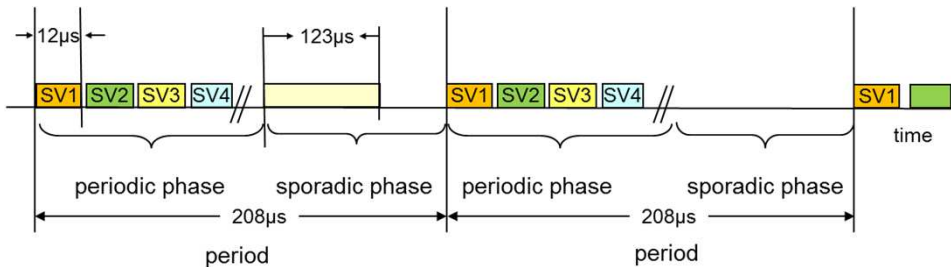 12µs
123µs
SV1 SV2 SV3 SV4 SV1 SV2 SV3 SV4 SV1
time
periodic phase sporadic phase periodic phase sporadic phase
208µs 208µs
period period